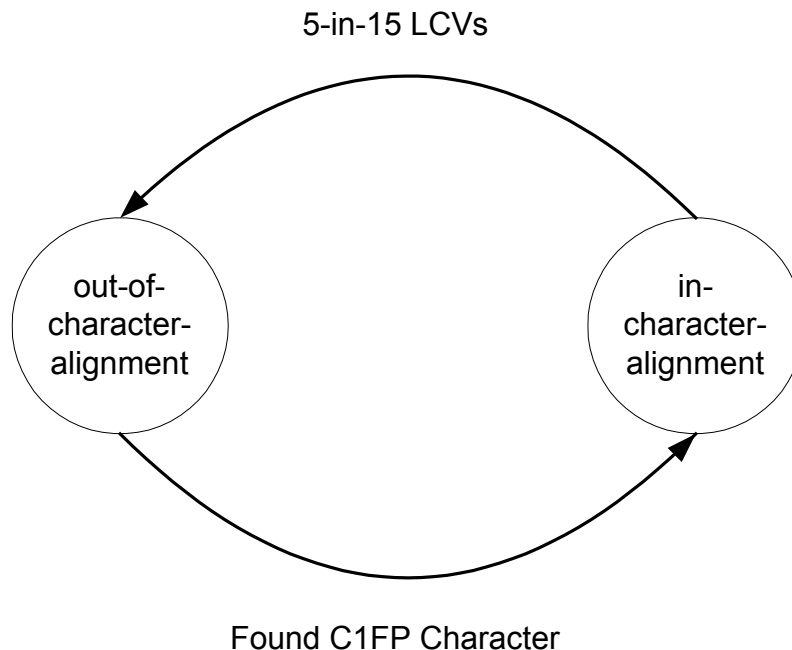 5-in-15 LCVs
out-of-
character-
alignment
in-
character-
alignment
Found C1FP Character